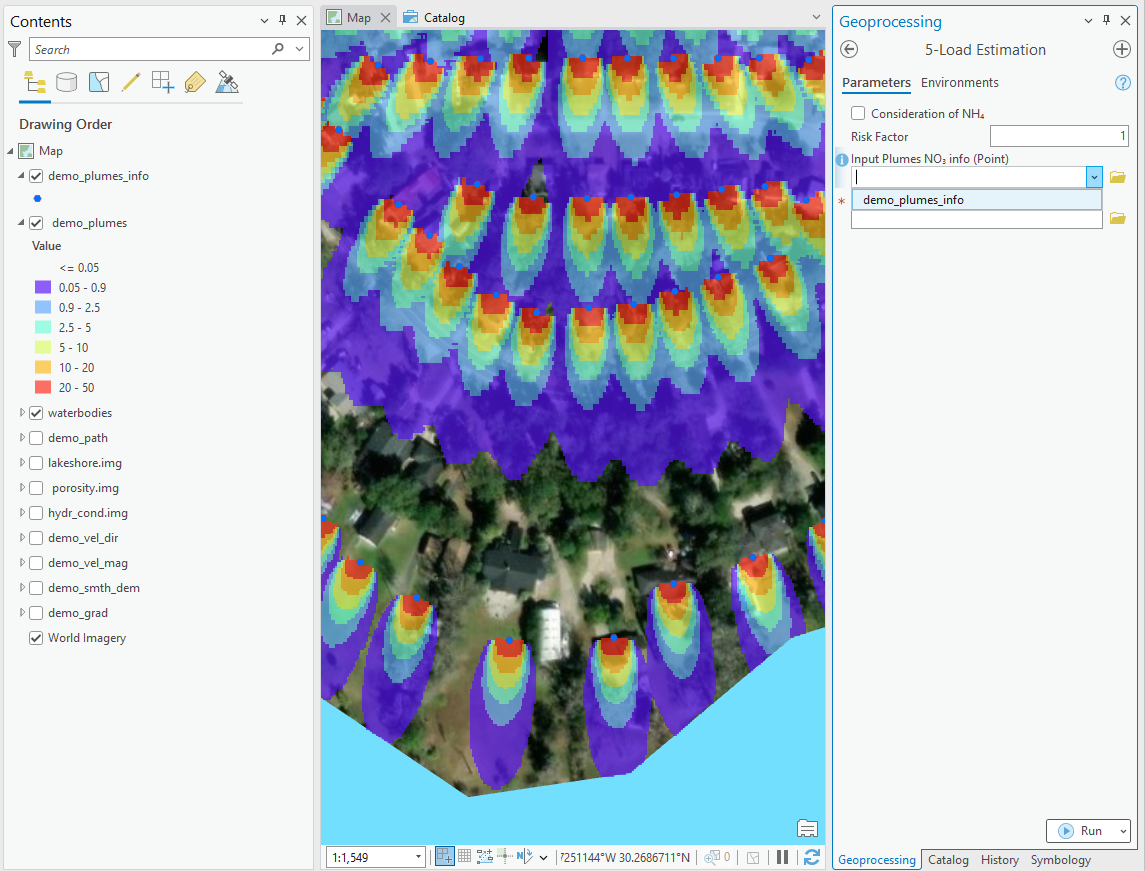 Contents
Search
Drawing Order
Map
demo_plumes_info
demo_plumes
Value
<= 0.05
0.05 - 0.9
0.9 - 2.5
2.5 - 5
5 - 10
10 - 20
20 - 50
waterbodies
demo_path
lakeshore.img
porosity.img
hydr_cond.img
demo_vel_dir
demo_vel_mag
demo_smth_dem
demo_grad
World Imagery
Map
Catalog
1:1,549
7251144°W 30.2686711°N
0
Geoprocessing
5-Load Estimation
Parameters Environments
Consideration of NH₄
Risk Factor
1
Input Plumes NO₃ info (Point)
demo_plumes_info
Run
Geoprocessing Catalog History Symbology